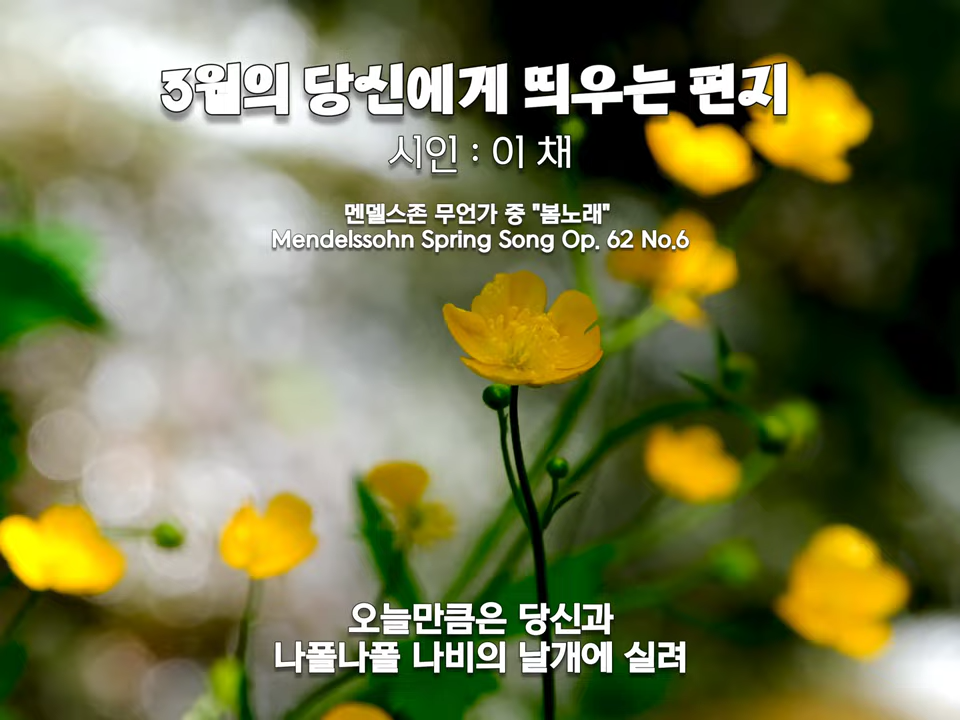 3월의 당신에게 띄우는 편지
시인 : 이 채
멘델스존 무언가 중 "봄노래"
Mendelssohn Spring Song Op. 62 No.6
오늘만큼은 당신과
나폴나폴 나비의 날개에 실려